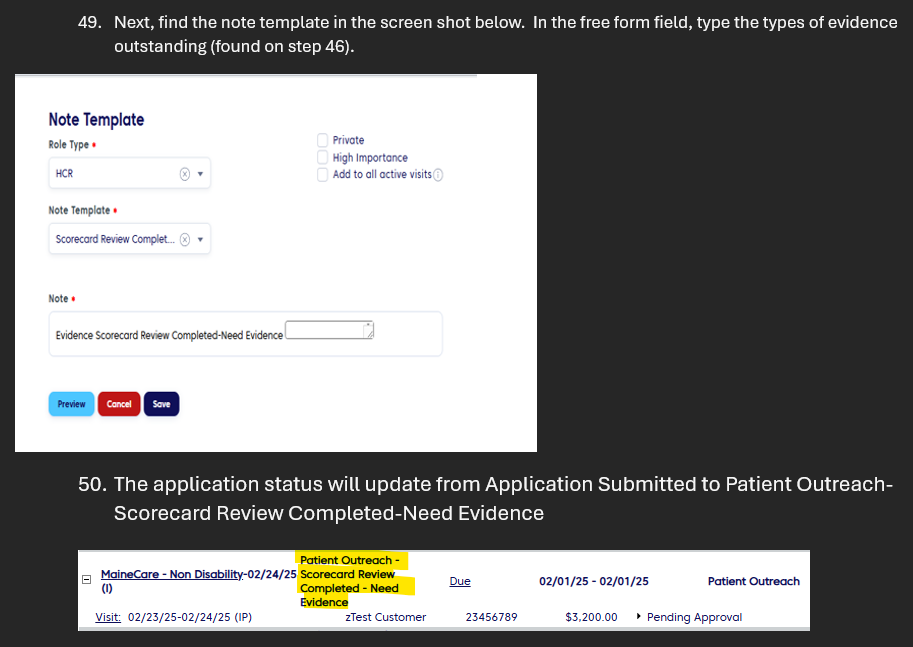 49. Next, find the note template in the screen shot below. In the free form field, type the types of evidence
outstanding (found on step 46).
Note Template
Role Type •
HCR
Private
High Importance
Add to all active visits
Note Template •
Scorecard Review Complet...
Note •
Evidence Scorecard Review Completed-Need Evidence
Preview Cancel Save
50. The application status will update from Application Submitted to Patient Outreach-
Scorecard Review Completed-Need Evidence
MaineCare - Non Disability-02/24/25
(I)
Patient Outreach -
Scorecard Review
Completed - Need
Evidence
Due
02/01/25 - 02/01/25
Patient Outreach
Visit: 02/23/25-02/24/25 (IP) zTest Customer 23456789 $3,200.00 Pending Approval